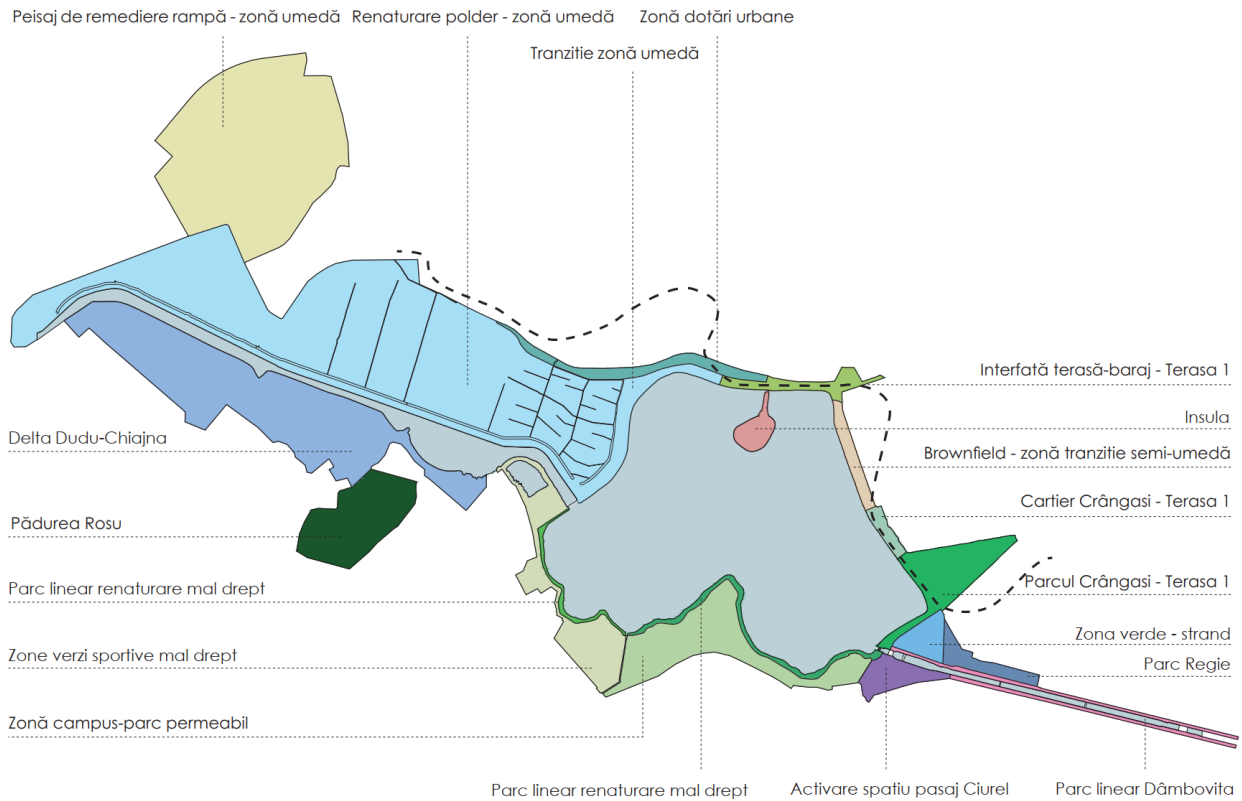 Peisaj de remediere rampă - zonă umedă
Renaturare polder - zonă umedă
Zonă dotări urbane
Tranzitie zonă umedă
Interfată terasă-baraj - Terasa 1
Insula
Delta Dudu-Chiajna
Brownfield - zonă tranzitie semi-umedă
Cartier Crângasi - Terasa 1
Pădurea Rosu
Parc linear renaturare mal drept
Parcul Crângasi - Terasa 1
Zona verde - strand
Zone verzi sportive mal drept
Parc Regie
Zonă campus-parc permeabil
Parc linear renaturare mal drept
Activare spatiu pasaj Ciurel
Parc linear Dâmbovita